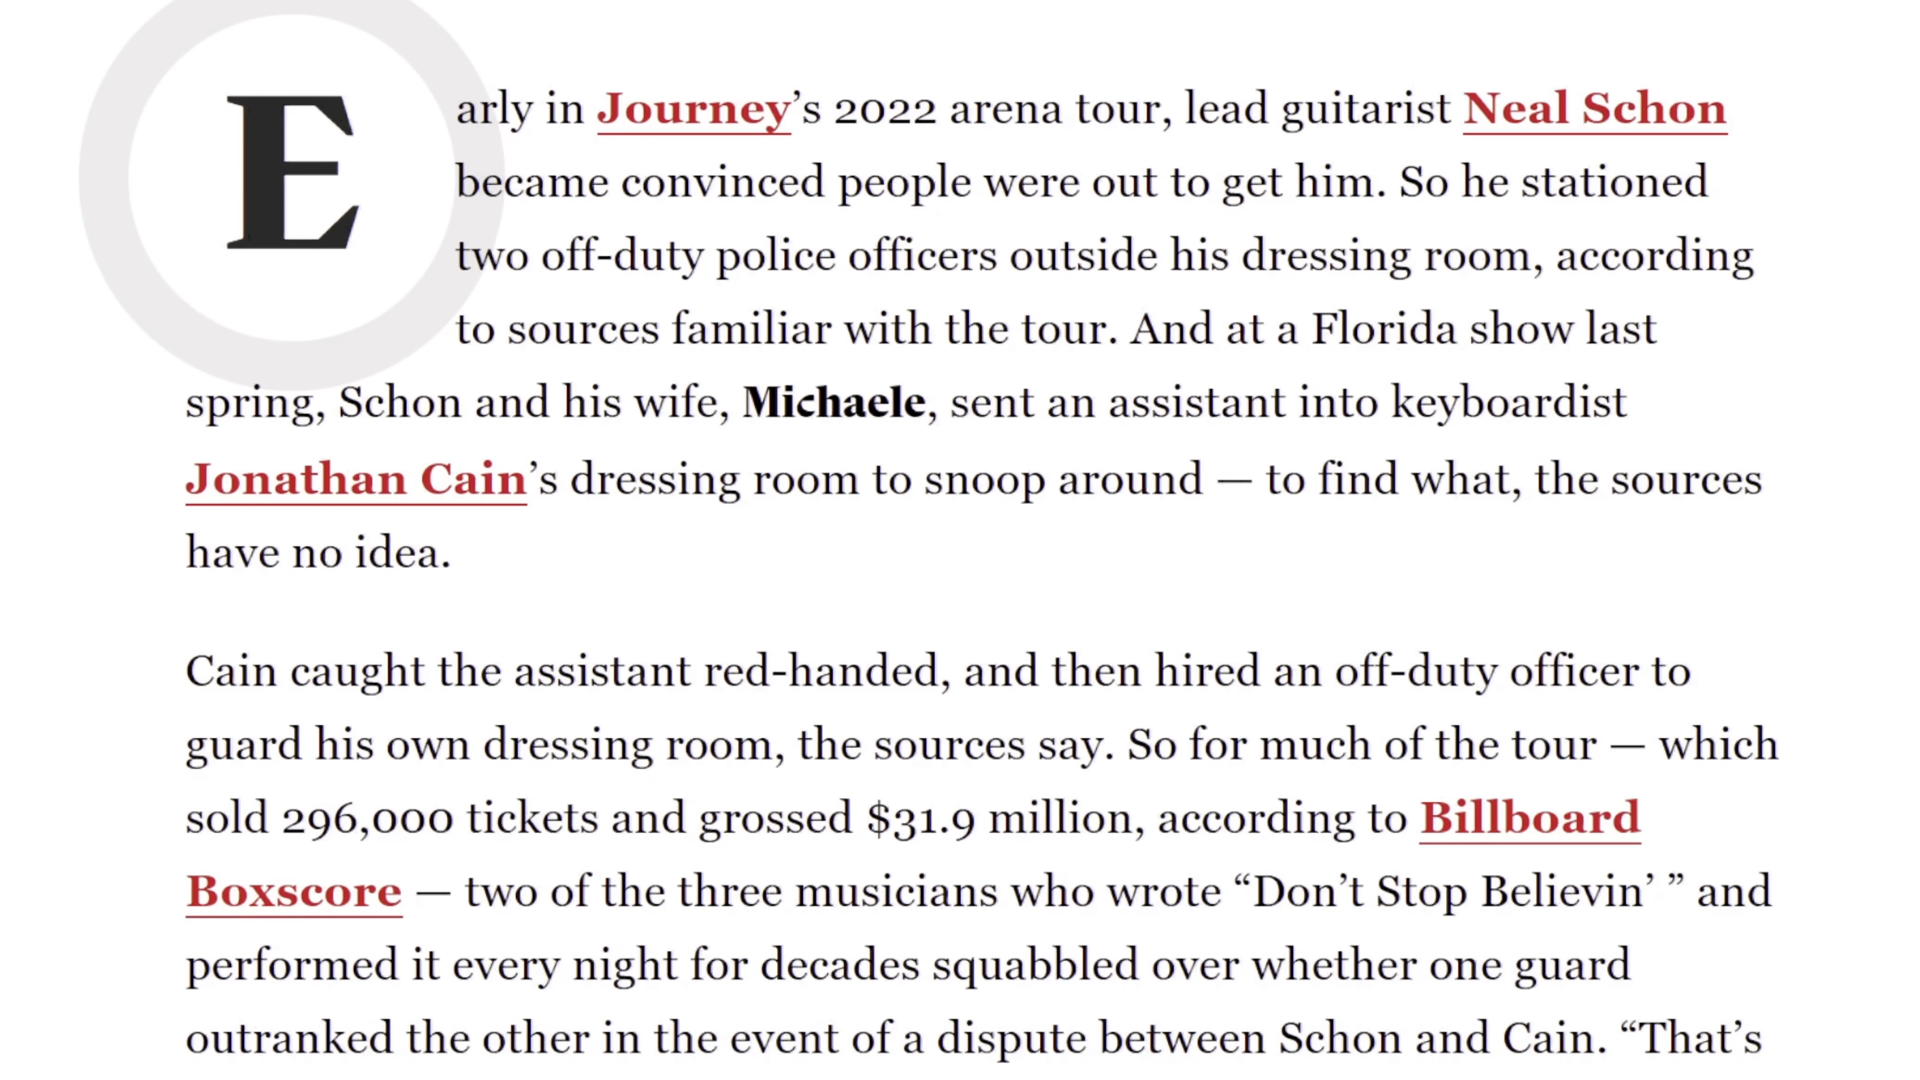 Early in Journey’s 2022 arena tour, lead guitarist Neal Schon
became convinced people were out to get him. So he stationed
two off-duty police officers outside his dressing room, according
to sources familiar with the tour. And at a Florida show last
spring, Schon and his wife, Michaele, sent an assistant into keyboardist
Jonathan Cain’s dressing room to snoop around — to find what, the sources
have no idea.
Cain caught the assistant red-handed, and then hired an off-duty officer to
guard his own dressing room, the sources say. So for much of the tour — which
sold 296,000 tickets and grossed $31.9 million, according to Billboard
Boxscore — two of the three musicians who wrote “Don’t Stop Believin’ ” and
performed it every night for decades squabbled over whether one guard
outranked the other in the event of a dispute between Schon and Cain. “That’s